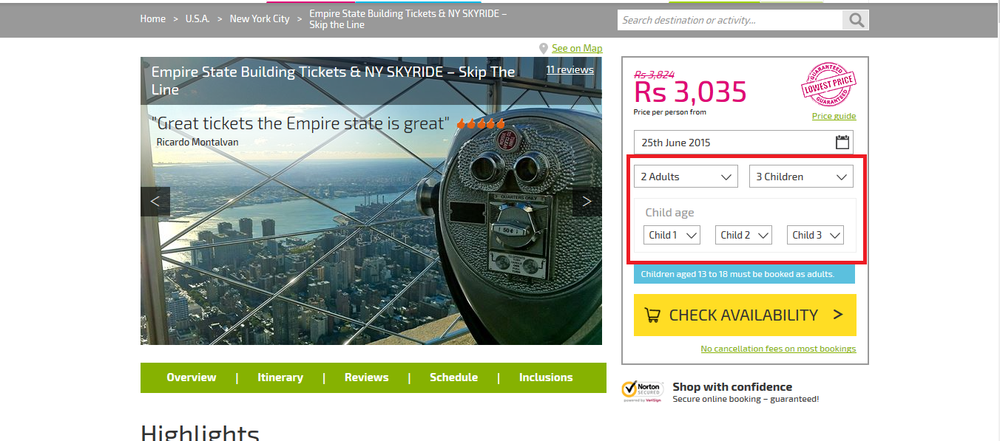 Home > U.S.A. > New York City > Empire State Building Tickets & NY SKYRIDE –
Skip the Line
Search destination or activity...
See on Map
Empire State Building Tickets & NY SKYRIDE – Skip The
Line
11 reviews
"Great tickets the Empire state is great"
Ricardo Montalvan
<
>
QUARTERS ONLY
50¢
TURN TO CLEAR VISION
Rs 3,824
Rs 3,035
Price per person from
GUARANTEED
LOWEST PRICE
GUARANTEED
Price guide
25th June 2015
2 Adults
3 Children
Child age
Child 1
Child 2
Child 3
Children aged 13 to 18 must be booked as adults.
CHECK AVAILABILITY >
No cancellation fees on most bookings
Overview | Itinerary | Reviews | Schedule | Inclusions
Norton
SECURED
powered by VeriSign
Shop with confidence
Secure online booking – guaranteed!
Highlights